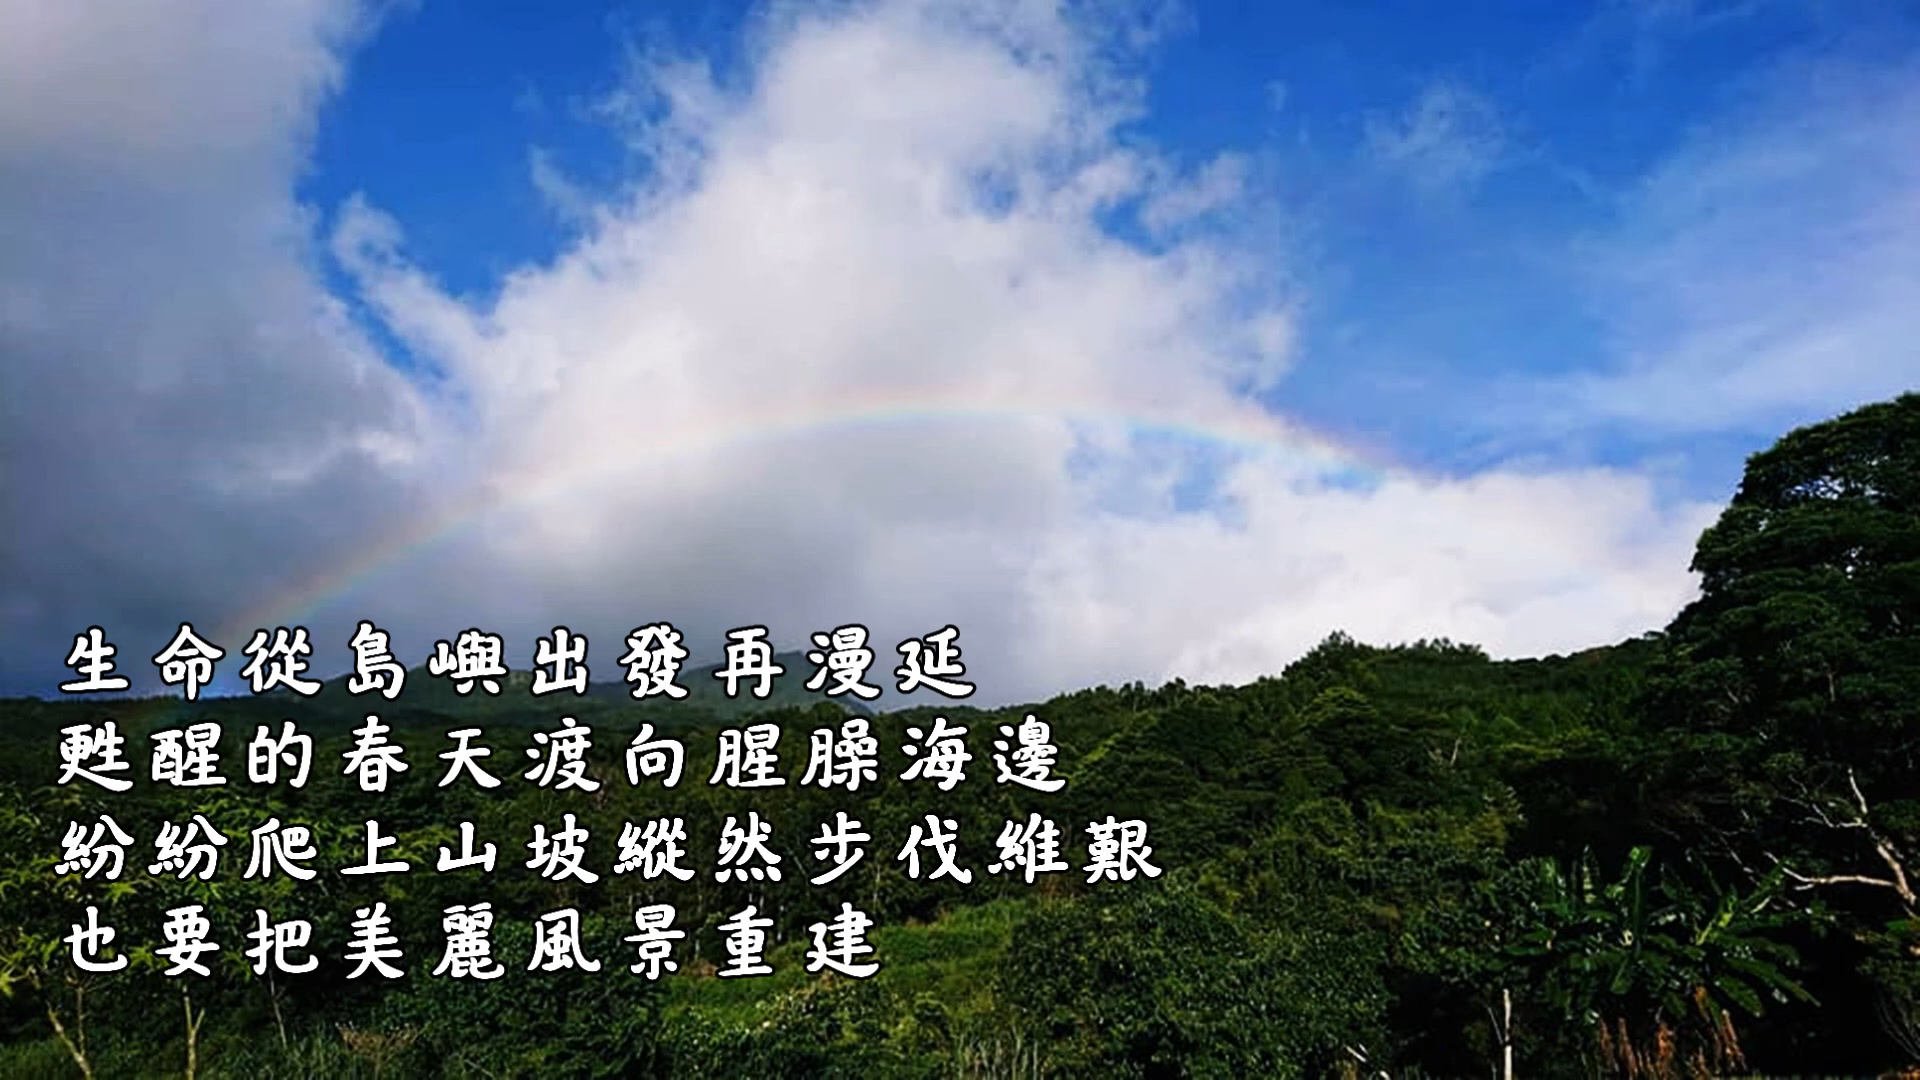 生命從島嶼出發再漫延
甦醒的春天渡向腥臊海邊
紛紛爬上山坡縱然步伐維艱
也要把美麗風景重建